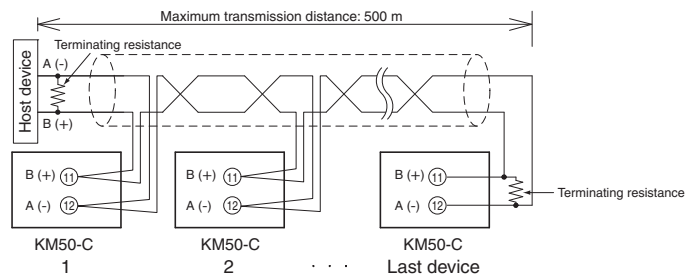 Maximum transmission distance: 500 m
Terminating resistance
A (-)
Host device
B (+)
B (+) 11
A (-) 12
B (+) 11
A (-) 12
B (+) 11
A (-) 12
Terminating resistance
KM50-C KM50-C KM50-C
1 2 · · · Last device